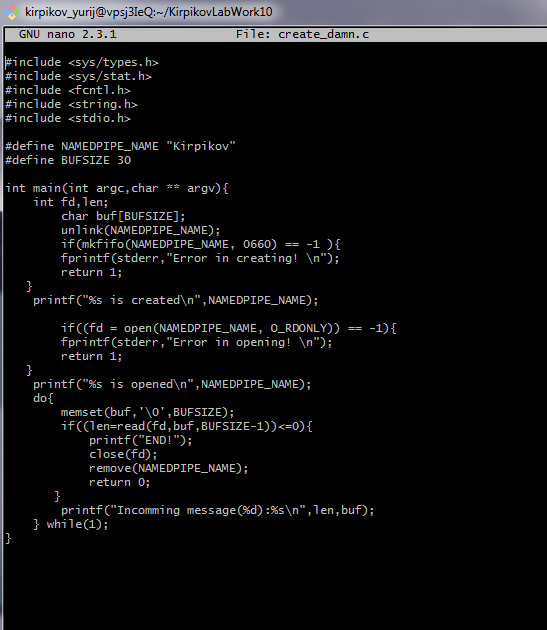 kirpikov_yurij@vpsj3IeQ:~/KirpikovLabWork10
GNU nano 2.3.1 File: create_damn.c
#include <sys/types.h>
#include <sys/stat.h>
#include <fcntl.h>
#include <string.h>
#include <stdio.h>
#define NAMEDPIPE_NAME "Kirpikov"
#define BUFSIZE 30
int main(int argc,char ** argv){
    int fd,len;
        char buf[BUFSIZE];
        unlink(NAMEDPIPE_NAME);
        if(mkfifo(NAMEDPIPE_NAME, 0660) == -1 ){
        fprintf(stderr,"Error in creating! \n");
        return 1;
   }
    printf("%s is created\n",NAMEDPIPE_NAME);
        if((fd = open(NAMEDPIPE_NAME, O_RDONLY)) == -1){
        fprintf(stderr,"Error in opening! \n");
        return 1;
   }
    printf("%s is opened\n",NAMEDPIPE_NAME);
    do{
        memset(buf,'\0',BUFSIZE);
        if((len=read(fd,buf,BUFSIZE-1))<=0){
            printf("END!");
            close(fd);
            remove(NAMEDPIPE_NAME);
            return 0;
       }
        printf("Incomming message(%d):%s\n",len,buf);
    } while(1);
}